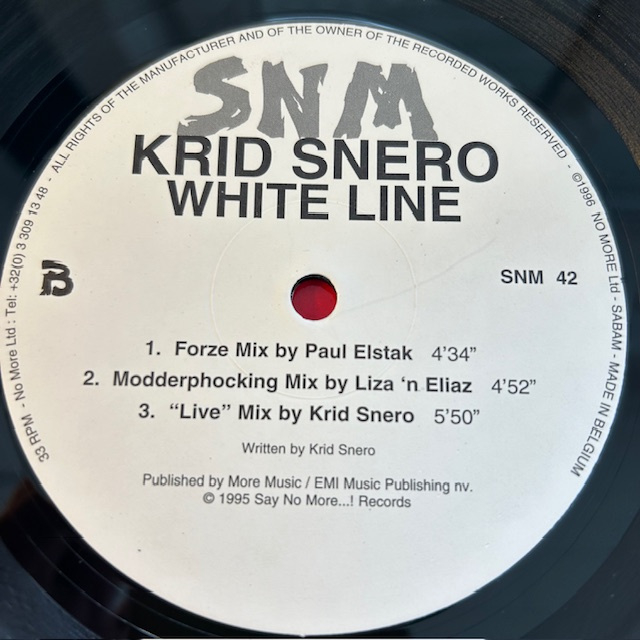 33 RPM - No More Ltd : Tel: +32(0) 3 309 13 48 - ALL RIGHTS OF THE MANUFACTURER AND OF THE OWNER OF THE RECORDED WORKS RESERVED - ©1996 NO MORE Ltd - SABAM - MADE IN BELGIUM
SNM
KRID SNERO
WHITE LINE
B
SNM 42
1. Forze Mix by Paul Elstak 4'34"
2. Modderphocking Mix by Liza 'n Eliaz 4'52"
3. "Live" Mix by Krid Snero 5'50"
Written by Krid Snero
Published by More Music / EMI Music Publishing nv.
© 1995 Say No More...! Records